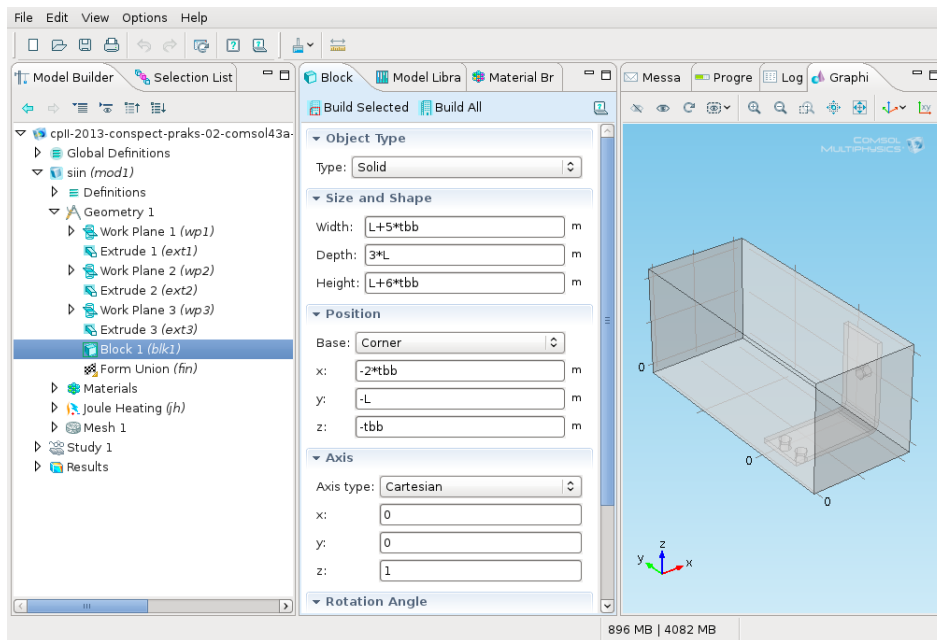 File Edit View Options Help
Model Builder Selection List
cpII-2013-conspect-praks-02-comsol43a-
Global Definitions
siin (mod1)
Definitions
Geometry 1
Work Plane 1 (wp1)
Extrude 1 (ext1)
Work Plane 2 (wp2)
Extrude 2 (ext2)
Work Plane 3 (wp3)
Extrude 3 (ext3)
Block 1 (blk1)
Form Union (fin)
Materials
Joule Heating (jh)
Mesh 1
Study 1
Results
Block Model Libra Material Br
Build Selected Build All
Object Type
Type: Solid
Size and Shape
Width: L+5*tbb m
Depth: 3*L m
Height: L+6*tbb m
Position
Base: Corner
x: -2*tbb m
y: -L m
z: -tbb m
Axis
Axis type: Cartesian
x: 0
y: 0
z: 1
Rotation Angle
Messa Progre Log Graphi
xy
COMSOL
MULTIPHYSICS
0
0
0
z
y
x
896 MB | 4082 MB